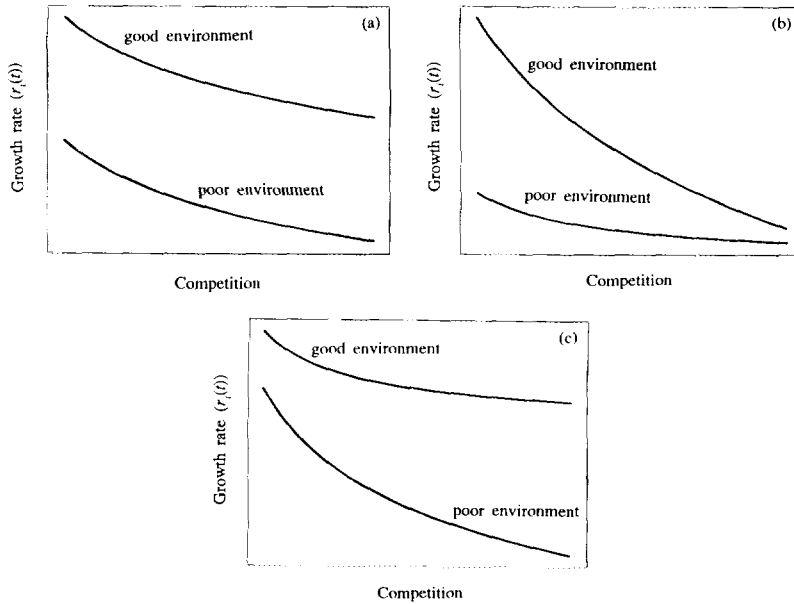 (a)
good environment
poor environment
Growth rate (r_i(t))
Competition
(b)
good environment
poor environment
Growth rate (r_i(t))
Competition
(c)
good environment
poor environment
Growth rate (r_i(t))
Competition